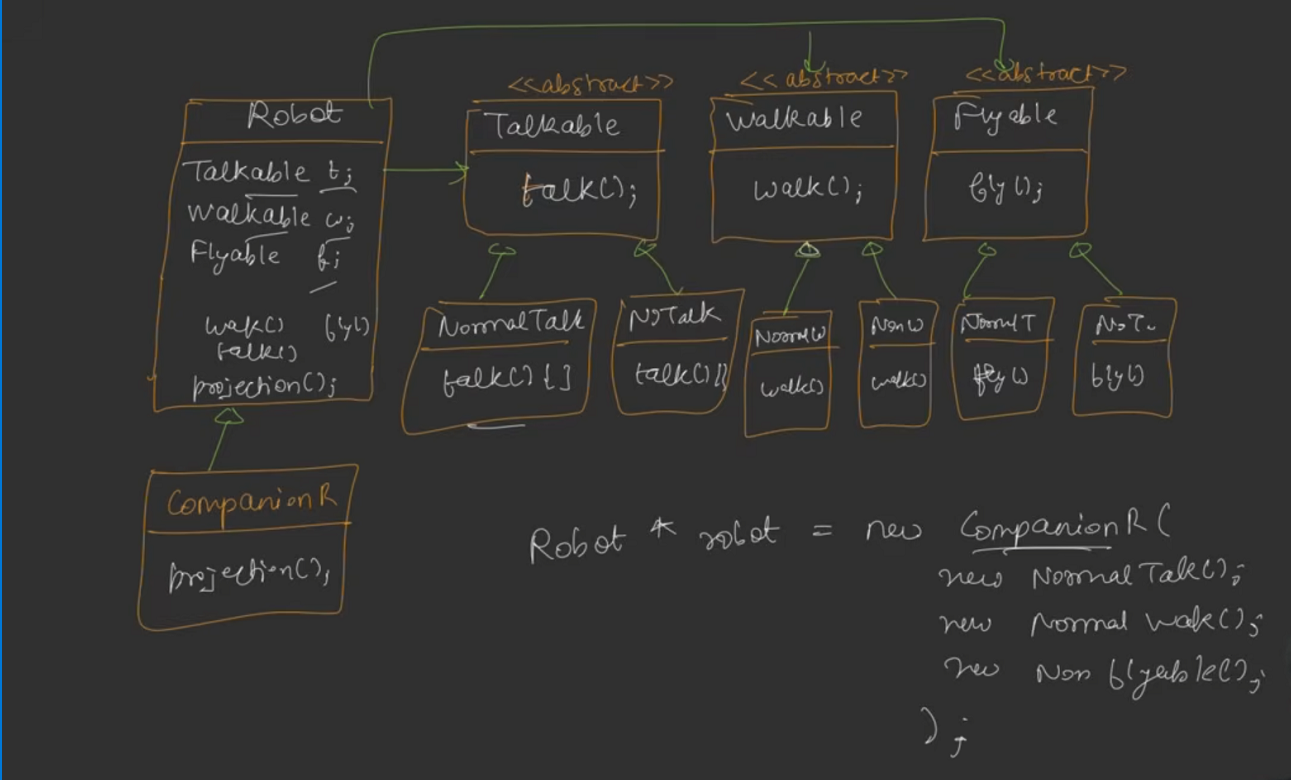 <<abstract>>
<<abstract>>
<<abstract>>
Robot
Talkable t;
Walkable w;
Flyable f;
walk() fly()
talk()
projection();
Talkable
talk();
Walkable
walk();
Flyable
fly();
NormalTalk
talk() { }
NoTalk
talk() {}
NormalW
walk()
NonW
walk()
NormalT
fly()
NoT.
fly()
CompanionR
projection();
Robot * robot = new CompanionR (
new NormalTalk();
new Normal Walk();
new Non flyable();
);